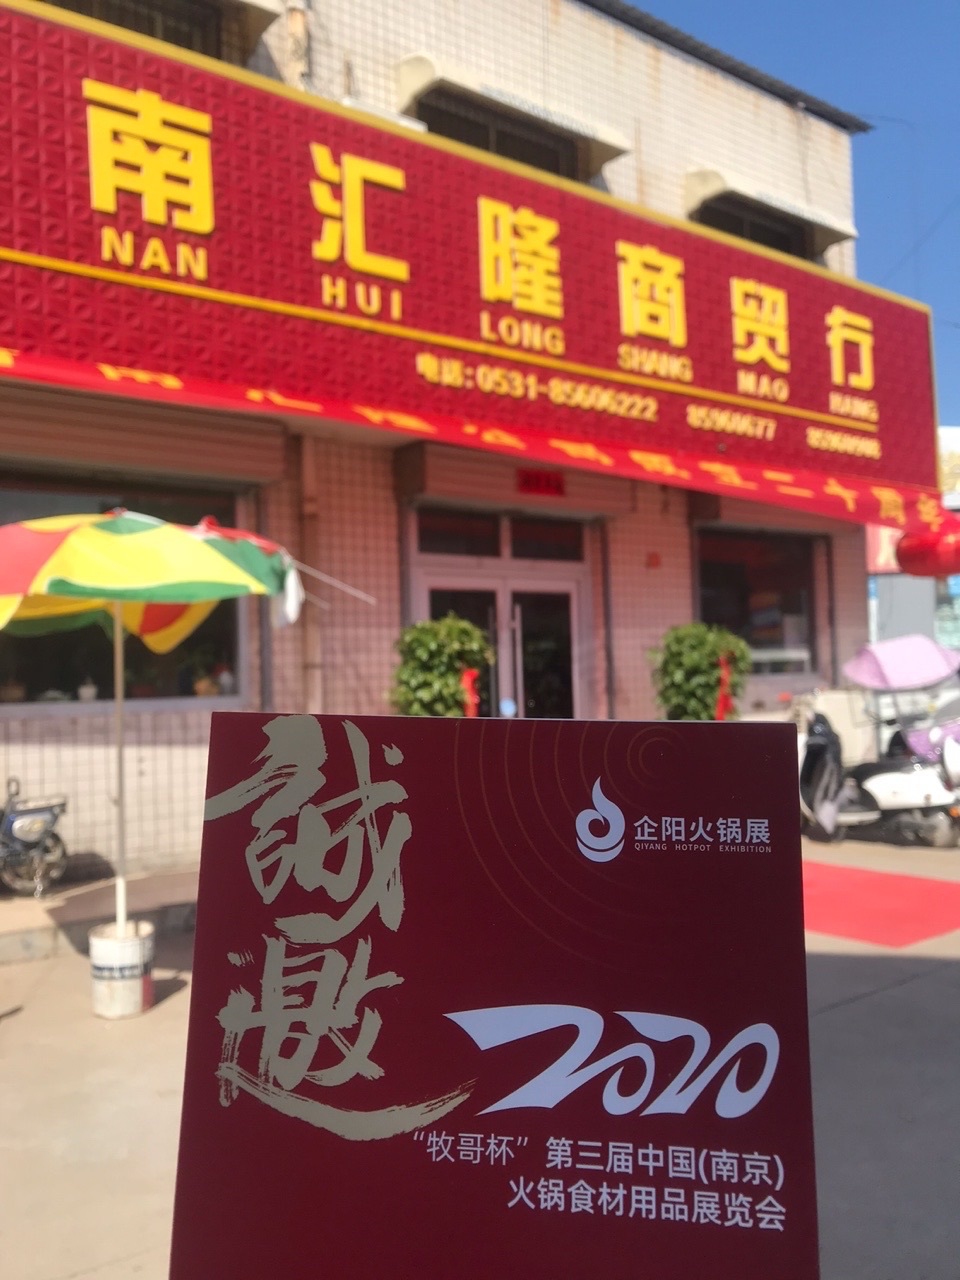 南汇隆商贸行
NAN HUI LONG SHANG MAO HANG
电话:0531-85606222 85960677
誠邀
企阳火锅展
QIYANG HOTPOT EXHIBITION
2020
“牧哥杯”第三届中国(南京)
火锅食材用品展览会